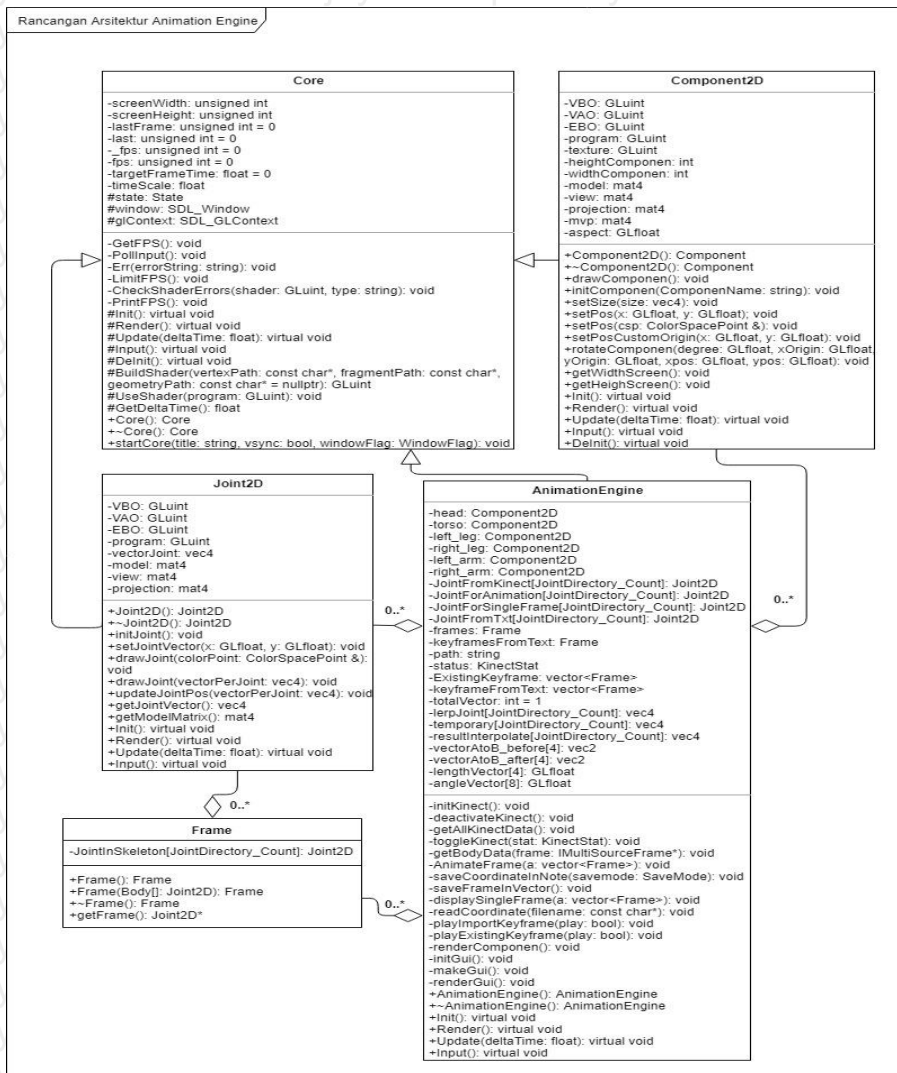 Rancangan Arsitektur Animation Engine
Core
-screenWidth: unsigned int
-screenHeight: unsigned int
-lastFrame: unsigned int = 0
-last: unsigned int = 0
-_fps: unsigned int = 0
-fps: unsigned int = 0
-targetFrameTime: float = 0
-timeScale: float
#state: State
#window: SDL_Window
#glContext: SDL_GLContext
-GetFPS(): void
-PollInput(): void
-Err(errorString: string): void
-LimitFPS(): void
-CheckShaderErrors(shader: GLuint, type: string): void
-PrintFPS(): void
#Init(): virtual void
#Render(): virtual void
#Update(deltaTime: float): virtual void
#Input(): virtual void
#DeInit(): virtual void
#BuildShader(vertexPath: const char*, fragmentPath: const char*,
geometryPath: const char* = nullptr): GLuint
#UseShader(program: GLuint): void
#GetDeltaTime(): float
+Core(): Core
+~Core(): Core
+startCore(title: string, vsync: bool, windowFlag: WindowFlag): void
Component2D
-VBO: GLuint
-VAO: GLuint
-EBO: GLuint
-program: GLuint
-texture: GLuint
-heightComponen: int
-widthComponen: int
-model: mat4
-view: mat4
-projection: mat4
-mvp: mat4
-aspect: GLfloat
+Component2D(): Component
+~Component2D(): Component
+drawComponen(): void
+initComponen(ComponenName: string): void
+setSize(size: vec4): void
+setPos(x: GLfloat, y: GLfloat); void
+setPos(csp: ColorSpacePoint &): void
+setPosCustomOrigin(x: GLfloat, y: GLfloat): void
+rotateComponen(degree: GLfloat, xOrigin: GLfloat,
yOrigin: GLfloat, xpos: GLfloat, ypos: GLfloat): void
+getWidthScreen(): void
+getHeighScreen(): void
+Init(): virtual void
+Render(): virtual void
+Update(deltaTime: float): virtual void
+Input(): virtual void
+DeInit(): virtual void
Joint2D
-VBO: GLuint
-VAO: GLuint
-EBO: GLuint
-program: GLuint
-vectorJoint: vec4
-model: mat4
-view: mat4
-projection: mat4
+Joint2D(): Joint2D
+~Joint2D(): Joint2D
+initJoint(): void
+setJointVector(x: GLfloat, y: GLfloat): void
+drawJoint(colorPoint: ColorSpacePoint &):
void
+drawJoint(vectorPerJoint: vec4): void
+updateJointPos(vectorPerJoint: vec4): void
+getJointVector(): vec4
+getModelMatrix(): mat4
+Init(): virtual void
+Render(): virtual void
+Update(deltaTime: float): virtual void
+Input(): virtual void
0..*
AnimationEngine
-head: Component2D
-torso: Component2D
-left_leg: Component2D
-right_leg: Component2D
-left_arm: Component2D
-right_arm: Component2D
-JointFromKinect[JointDirectory_Count]: Joint2D
-JointForAnimation[JointDirectory_Count]: Joint2D
-JointForSingleFrame[JointDirectory_Count]: Joint2D
-JointFromTxt[JointDirectory_Count]: Joint2D
-frames: Frame
-keyframesFromText: Frame
-path: string
-status: KinectStat
-ExistingKeyframe: vector<Frame>
-keyframeFromText: vector<Frame>
-totalVector: int = 1
-lerpJoint[JointDirectory_Count]: vec4
-temporary[JointDirectory_Count]: vec4
-resultInterpolate[JointDirectory_Count]: vec4
-vectorAtoB_before[4]: vec2
-vectorAtoB_after[4]: vec2
-lengthVector[4]: GLfloat
-angleVector[8]: GLfloat
-initKinect(): void
-deactivateKinect(): void
-getAllKinectData(): void
-toggleKinect(stat: KinectStat): void
-getBodyData(frame: IMultiSourceFrame*): void
-AnimateFrame(a: vector<Frame>): void
-saveCoordinateInNote(savemode: SaveMode): void
-saveFrameInVector(): void
-displaySingleFrame(a: vector<Frame>): void
-readCoordinate(filename: const char*): void
-playImportKeyframe(play: bool): void
-playExistingKeyframe(play: bool): void
-renderComponen(): void
-initGui(): void
-makeGui(): void
-renderGui(): void
+AnimationEngine(): AnimationEngine
+~AnimationEngine(): AnimationEngine
+Init(): virtual void
+Render(): virtual void
+Update(deltaTime: float): virtual void
+Input(): virtual void
0..*
0..*
Frame
-JointInSkeleton[JointDirectory_Count]: Joint2D
+Frame(): Frame
+Frame(Body[]: Joint2D): Frame
+~Frame(): Frame
+getFrame(): Joint2D*
0..*